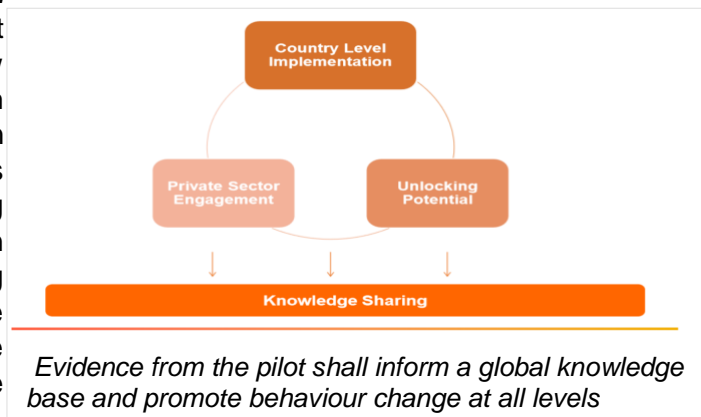 Country Level
Implementation
Private Sector
Engagement
Unlocking
Potential
Knowledge Sharing
Evidence from the pilot shall inform a global knowledge
base and promote behaviour change at all levels